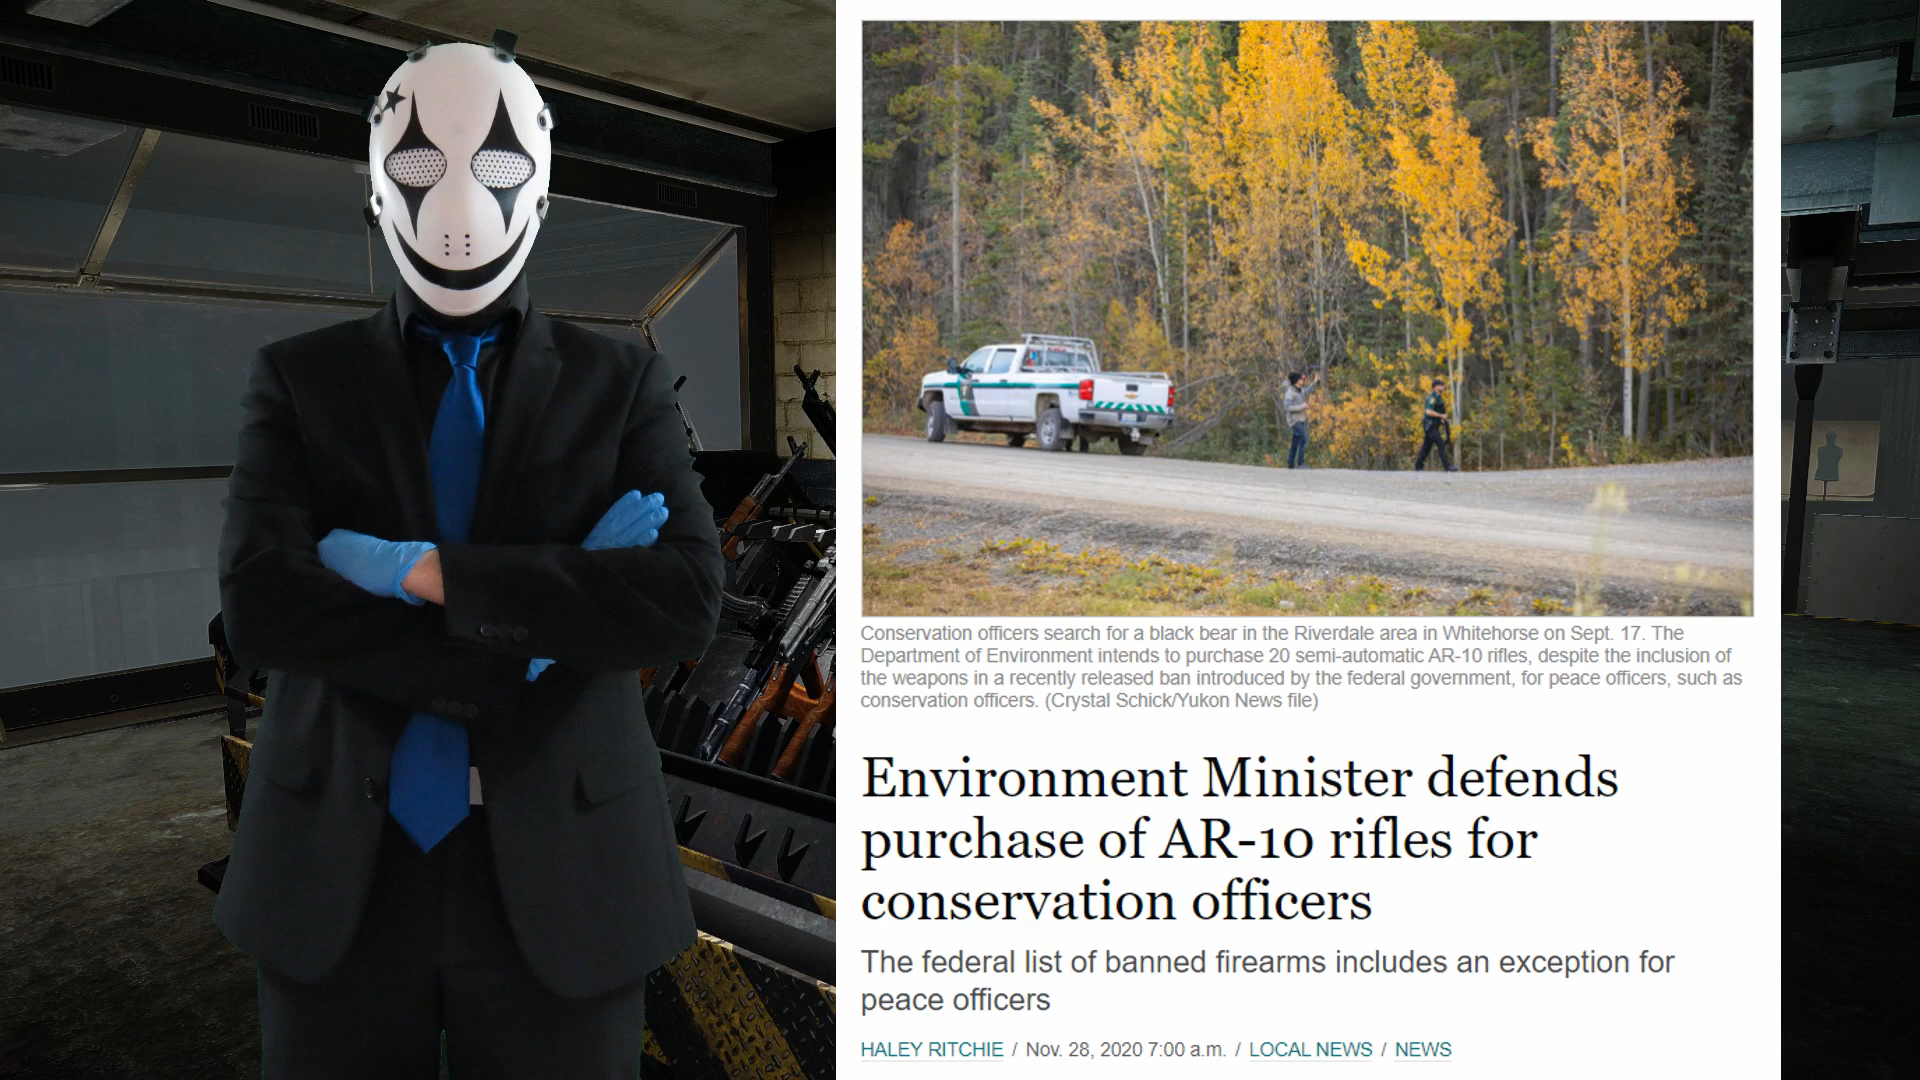 Conservation officers search for a black bear in the Riverdale area in Whitehorse on Sept. 17. The
Department of Environment intends to purchase 20 semi-automatic AR-10 rifles, despite the inclusion of
the weapons in a recently released ban introduced by the federal government, for peace officers, such as
conservation officers. (Crystal Schick/Yukon News file)
Environment Minister defends
purchase of AR-10 rifles for
conservation officers
The federal list of banned firearms includes an exception for
peace officers
HALEY RITCHIE / Nov. 28, 2020 7:00 a.m. / LOCAL NEWS / NEWS